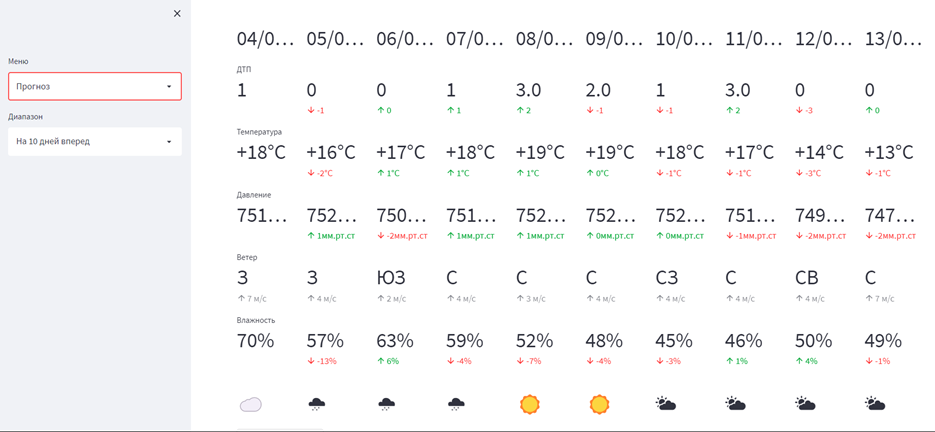 ×
Меню
Прогноз
Диапазон
На 10 дней вперед
04/0... 05/0... 06/0... 07/0... 08/0... 09/0... 10/0... 11/0... 12/0... 13/0...
ДТП
1 0 0 1 3.0 2.0 1 3.0 0 0
↓ -1 ↑ 0 ↑ 1 ↑ 2 ↓ -1 ↓ -1 ↑ 2 ↓ -3 ↑ 0
Температура
+18°C +16°C +17°C +18°C +19°C +19°C +18°C +17°C +14°C +13°C
↓ -2°C ↑ 1°C ↑ 1°C ↑ 1°C ↑ 0°C ↓ -1°C ↓ -1°C ↓ -3°C ↓ -1°C
Давление
751... 752... 750... 751... 752... 752... 752... 751... 749... 747...
↑ 1мм.рт.ст ↓ -2мм.рт.ст ↑ 1мм.рт.ст ↑ 1мм.рт.ст ↑ 0мм.рт.ст ↑ 0мм.рт.ст ↓ -1мм.рт.ст ↓ -2мм.рт.ст ↓ -2мм.рт.ст
Ветер
З З ЮЗ С С С СЗ С СВ С
↑ 7 м/с ↑ 4 м/с ↑ 2 м/с ↑ 4 м/с ↑ 3 м/с ↑ 4 м/с ↑ 4 м/с ↑ 4 м/с ↑ 4 м/с ↑ 7 м/с
Влажность
70% 57% 63% 59% 52% 48% 45% 46% 50% 49%
↓ -13% ↑ 6% ↓ -4% ↓ -7% ↓ -4% ↓ -3% ↑ 1% ↑ 4% ↓ -1%